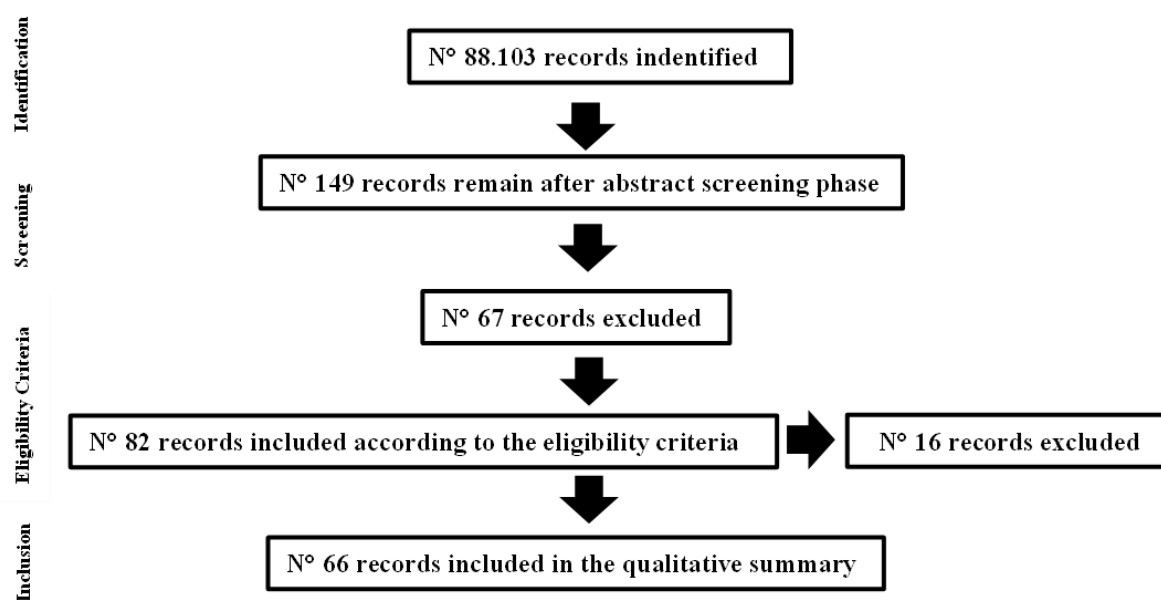 Identification
N° 88.103 records indentified
Screening
N° 149 records remain after abstract screening phase
Eligibility Criteria
N° 67 records excluded
N° 82 records included according to the eligibility criteria
N° 16 records excluded
Inclusion
N° 66 records included in the qualitative summary